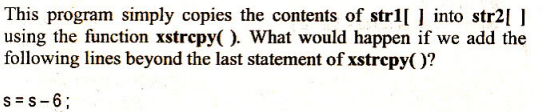 This program simply copies the contents of str1[ ] into str2[ ]
using the function xstrcpy( ). What would happen if we add the
following lines beyond the last statement of xstrcpy( )?
s = s - 6 ;